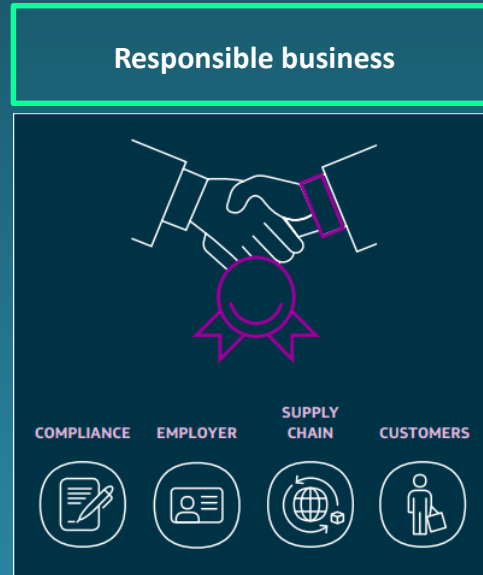 Responsible business
COMPLIANCE
EMPLOYER
SUPPLY
CHAIN
CUSTOMERS